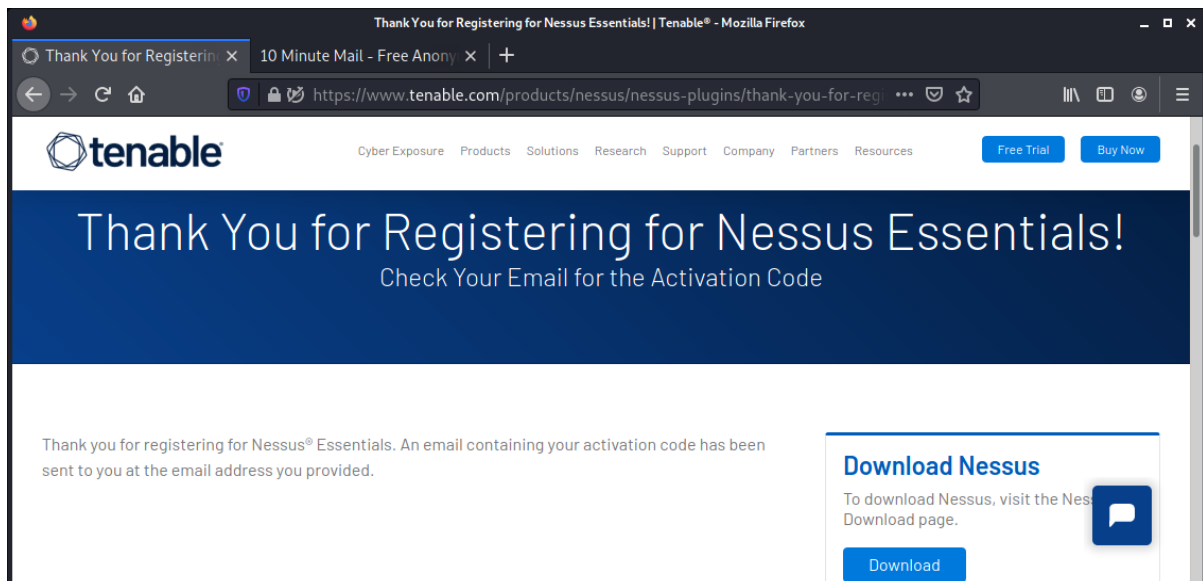 Thank You for Registering for Nessus Essentials! | Tenable® - Mozilla Firefox
Thank You for Registering
10 Minute Mail - Free Anony
https://www.tenable.com/products/nessus/nessus-plugins/thank-you-for-regi
tenable
Cyber Exposure Products Solutions Research Support Company Partners Resources Free Trial Buy Now
Thank You for Registering for Nessus Essentials!
Check Your Email for the Activation Code
Thank you for registering for Nessus® Essentials. An email containing your activation code has been
sent to you at the email address you provided.
Download Nessus
To download Nessus, visit the Nes
Download page.
Download